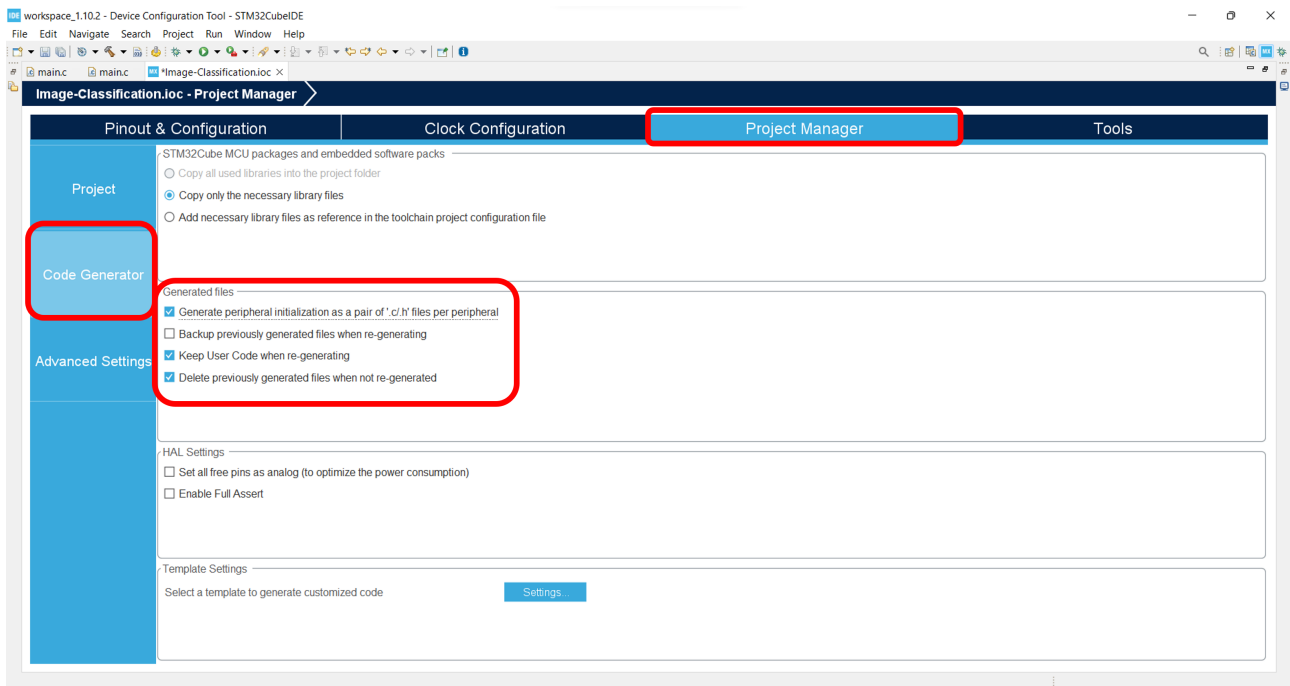 IDE workspace_1.10.2 - Device Configuration Tool - STM32CubeIDE
File Edit Navigate Search Project Run Window Help
main.c main.c MX *Image-Classification.ioc
Image-Classification.ioc - Project Manager
Pinout & Configuration Clock Configuration Project Manager Tools
Project
Code Generator
Advanced Settings
STM32Cube MCU packages and embedded software packs
Copy all used libraries into the project folder
Copy only the necessary library files
Add necessary library files as reference in the toolchain project configuration file
Generated files
Generate peripheral initialization as a pair of '.c/.h' files per peripheral
Backup previously generated files when re-generating
Keep User Code when re-generating
Delete previously generated files when not re-generated
HAL Settings
Set all free pins as analog (to optimize the power consumption)
Enable Full Assert
Template Settings
Select a template to generate customized code Settings...